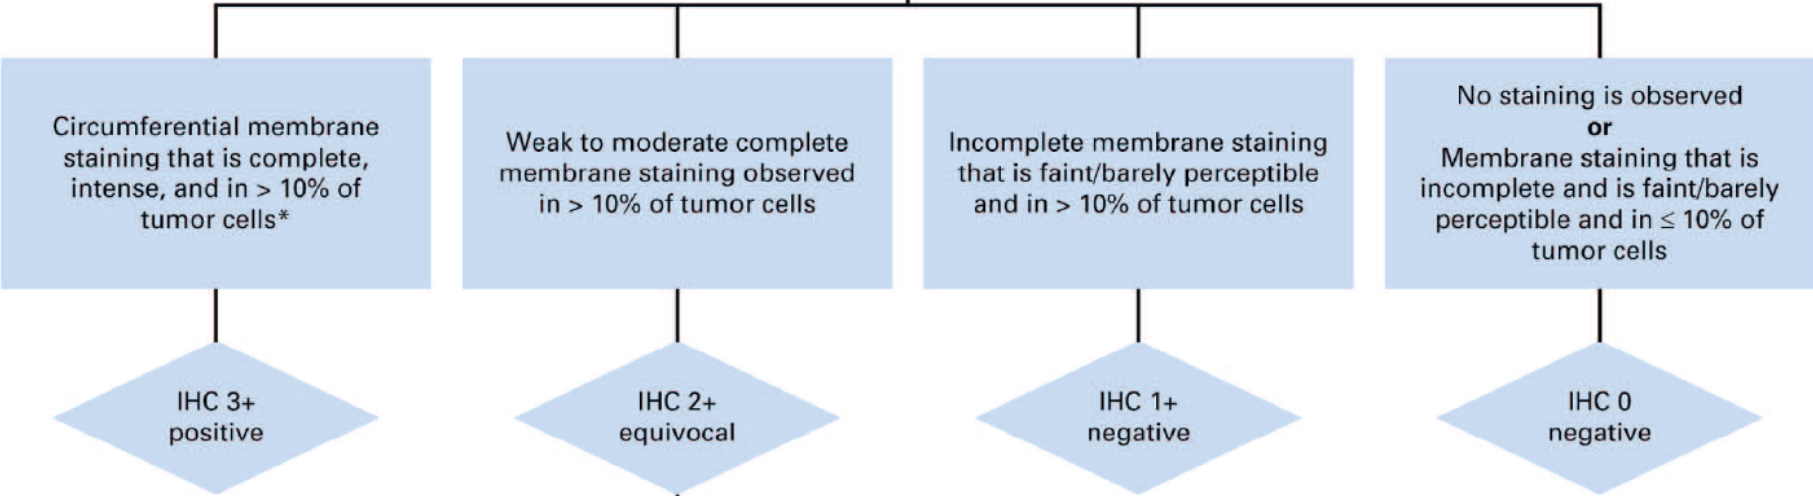 Circumferential membrane
staining that is complete,
intense, and in > 10% of
tumor cells*
Weak to moderate complete
membrane staining observed
in > 10% of tumor cells
Incomplete membrane staining
that is faint/barely perceptible
and in > 10% of tumor cells
No staining is observed
or
Membrane staining that is
incomplete and is faint/barely
perceptible and in ≤ 10% of
tumor cells
IHC 3+
positive
IHC 2+
equivocal
IHC 1+
negative
IHC 0
negative